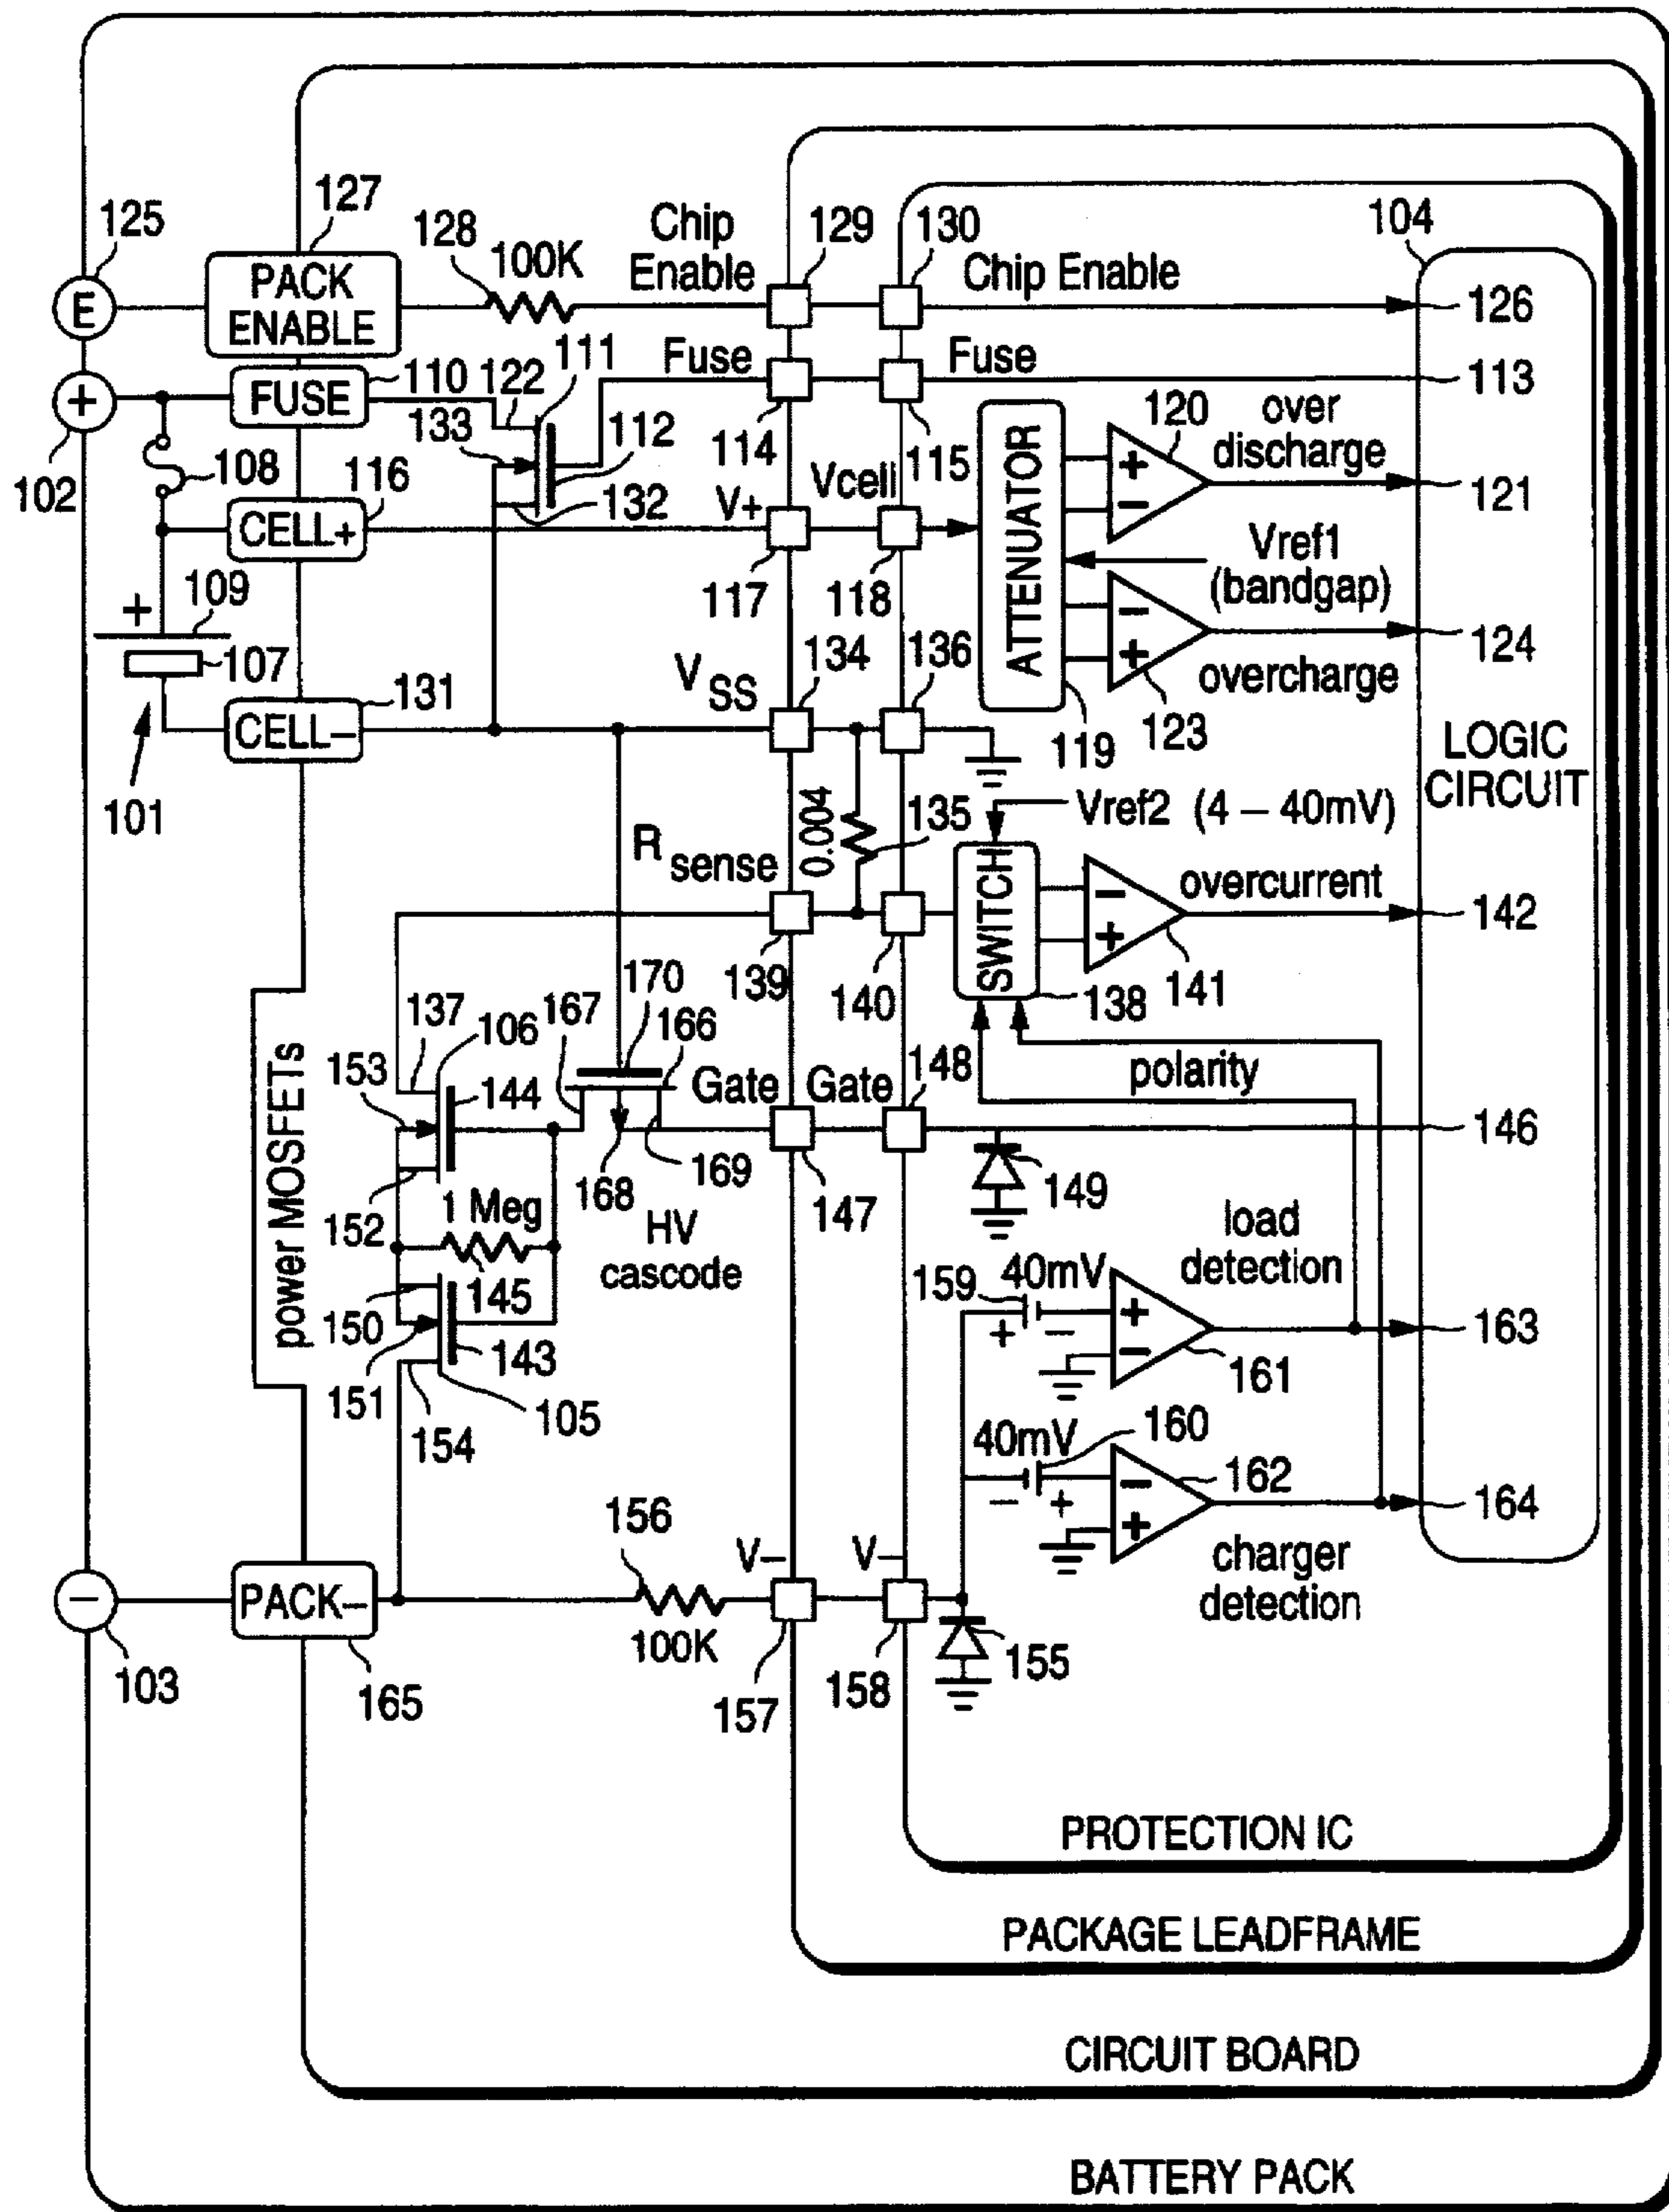 125
127
PACK
ENABLE
128
100K
Chip
Enable
129
130
Chip Enable
104
126
E
+
102
FUSE
110
122
111
Fuse
Fuse
113
133
112
114
115
120
over
discharge
121
108
116
CELL+
132
V+
Vcell
117
118
ATTENUATOR
+
−
Vref1
(bandgap)
−
+
124
overcharge
123
119
+
109
107
131
CELL−
101
VSS
134
136
LOGIC
CIRCUIT
Rsense
0.004
135
Vref2 (4 – 40mV)
SWITCH
−
+
overcurrent
142
139
140
138
141
power MOSFETs
137
106
167
170
166
153
144
Gate
Gate
148
polarity
146
152
168
169
147
149
1 Meg
145
HV
cascode
150
151
143
105
154
load
detection
159
40mV
+
−
+
−
161
163
40mV
160
−
+
−
+
162
164
charger
detection
−
103
PACK−
165
156
100K
V−
V−
157
158
155
PROTECTION IC
PACKAGE LEADFRAME
CIRCUIT BOARD
BATTERY PACK